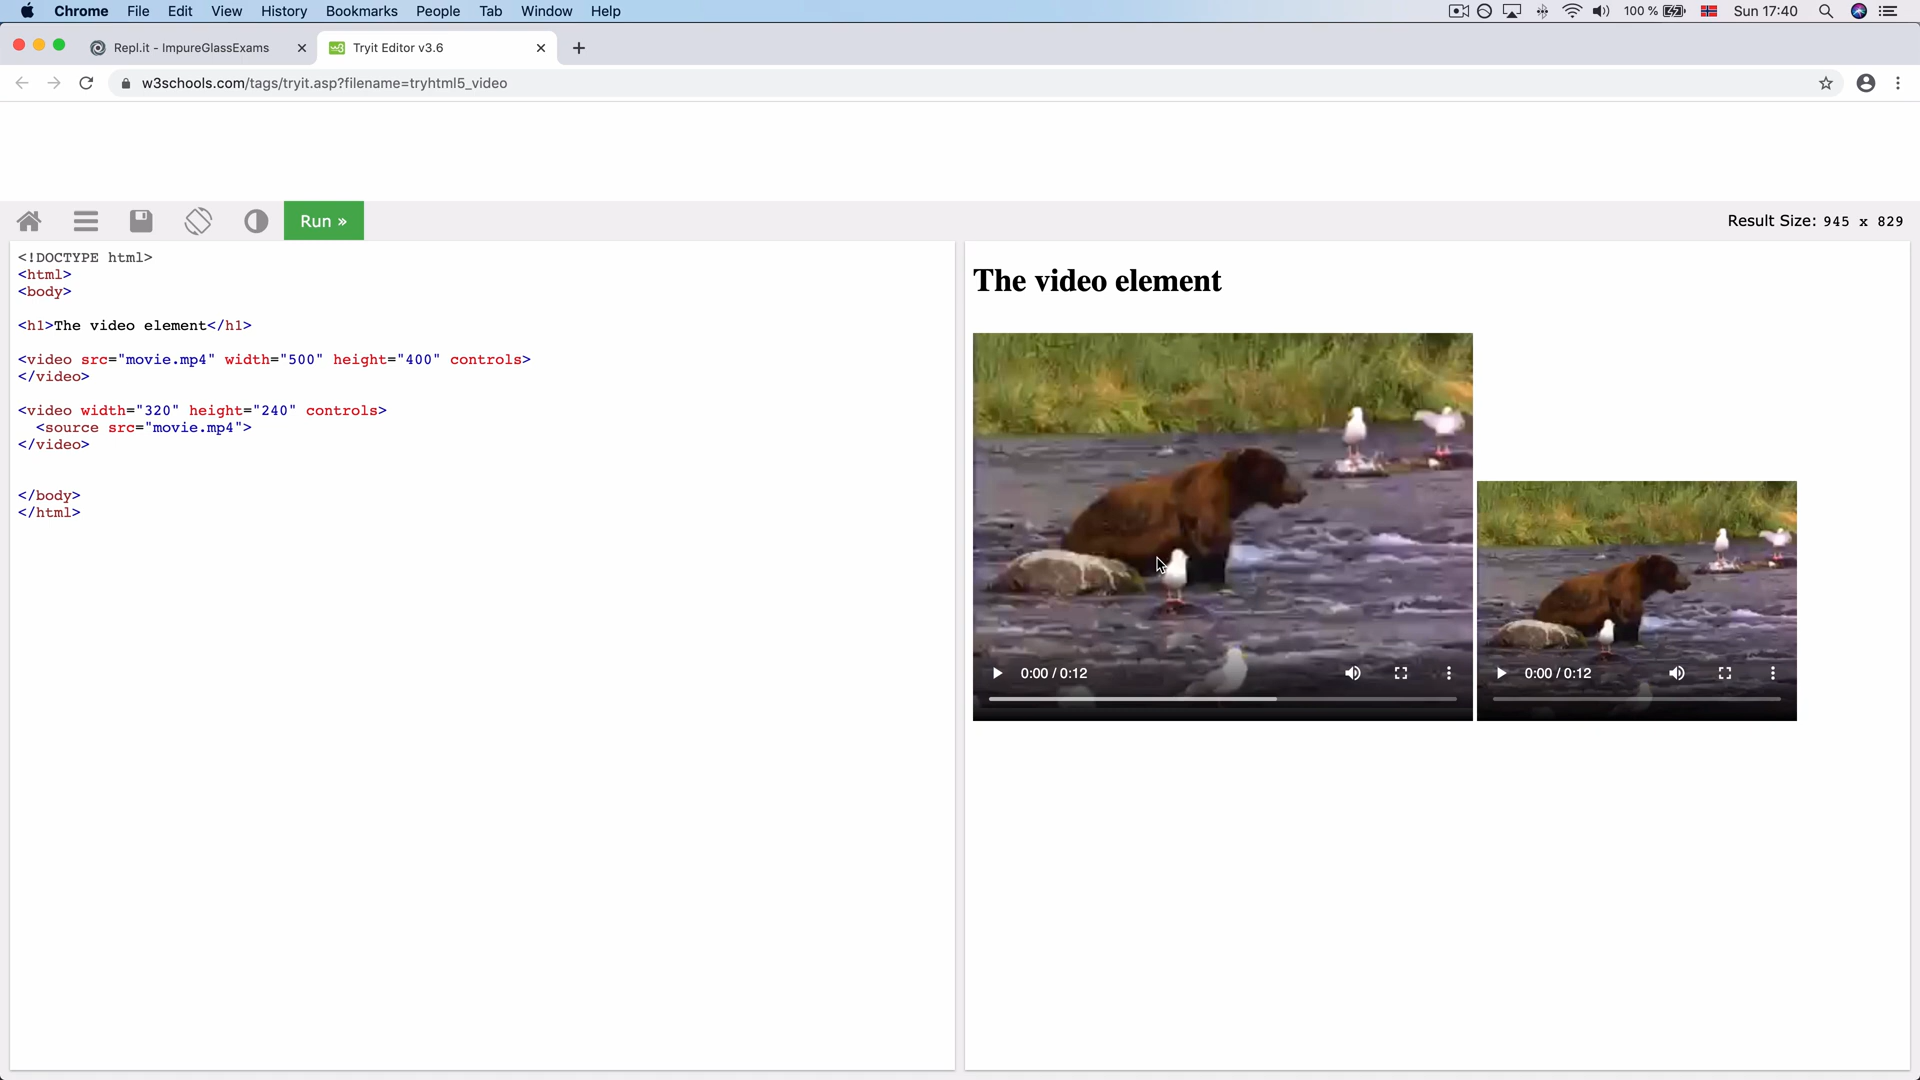 Chrome File Edit View History Bookmarks People Tab Window Help 100 % Sun 17:40
Repl.it - ImpureGlassExams Tryit Editor v3.6
w3schools.com/tags/tryit.asp?filename=tryhtml5_video
Run » Result Size: 945 x 829
<!DOCTYPE html>
<html>
<body>
<h1>The video element</h1>
<video src="movie.mp4" width="500" height="400" controls>
</video>
<video width="320" height="240" controls>
<source src="movie.mp4">
</video>
</body>
</html>
The video element
0:00 / 0:12
0:00 / 0:12